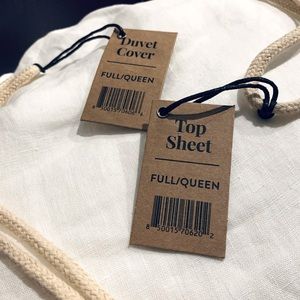 Duvet
Cover
FULL/QUEEN
Top
Sheet
FULL/QUEEN
8 50015 70620 2